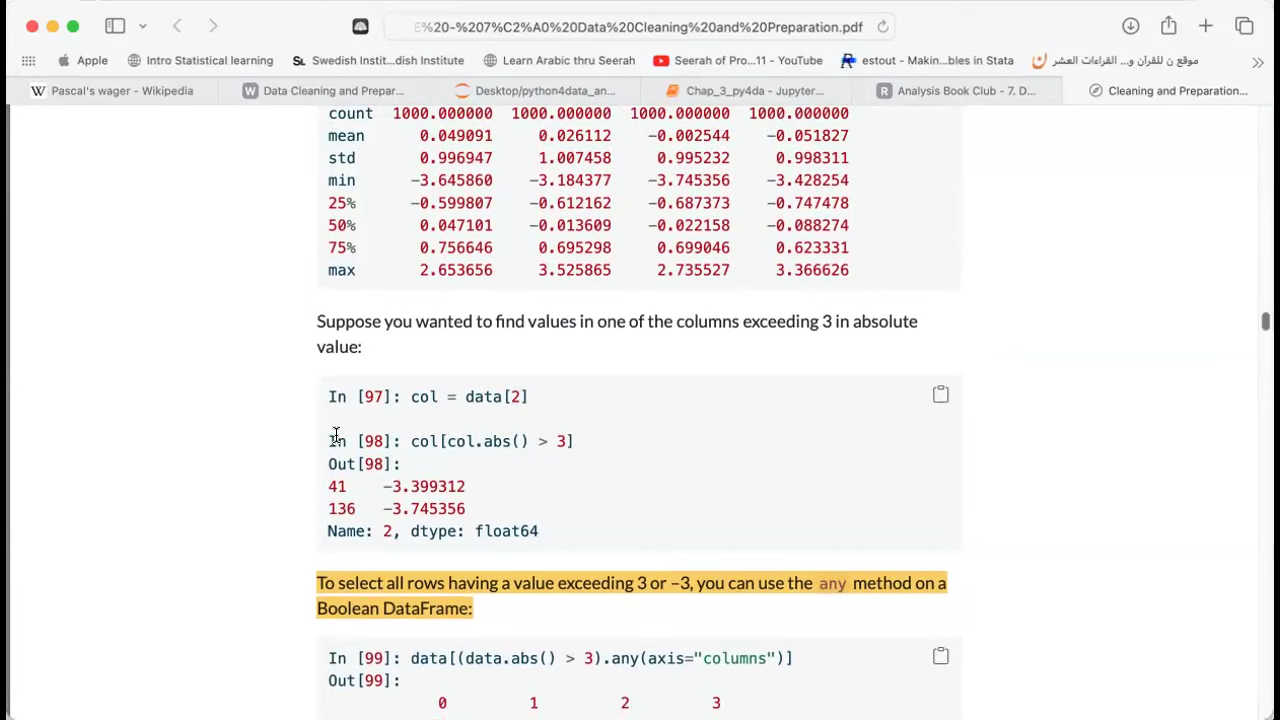 E%20-%207%C2%A0%20Data%20Cleaning%20and%20Preparation.pdf
Apple Intro Statistical learning Swedish Instit...dish Institute Learn Arabic thru Seerah Seerah of Pro...11 - YouTube estout - Makin...bles in Stata موقع ن للقرآن و... القراءات العشر
Pascal's wager - Wikipedia Data Cleaning and Prepar... Desktop/python4data_an... Chap_3_py4da - Jupyter... Analysis Book Club - 7. D... Cleaning and Preparation...
count 1000.000000 1000.000000 1000.000000 1000.000000
mean 0.049091 0.026112 -0.002544 -0.051827
std 0.996947 1.007458 0.995232 0.998311
min -3.645860 -3.184377 -3.745356 -3.428254
25% -0.599807 -0.612162 -0.687373 -0.747478
50% 0.047101 -0.013609 -0.022158 -0.088274
75% 0.756646 0.695298 0.699046 0.623331
max 2.653656 3.525865 2.735527 3.366626
Suppose you wanted to find values in one of the columns exceeding 3 in absolute
value:
In [97]: col = data[2]
In [98]: col[col.abs() > 3]
Out[98]:
41 -3.399312
136 -3.745356
Name: 2, dtype: float64
To select all rows having a value exceeding 3 or –3, you can use the any method on a
Boolean DataFrame:
In [99]: data[(data.abs() > 3).any(axis="columns")]
Out[99]:
0 1 2 3